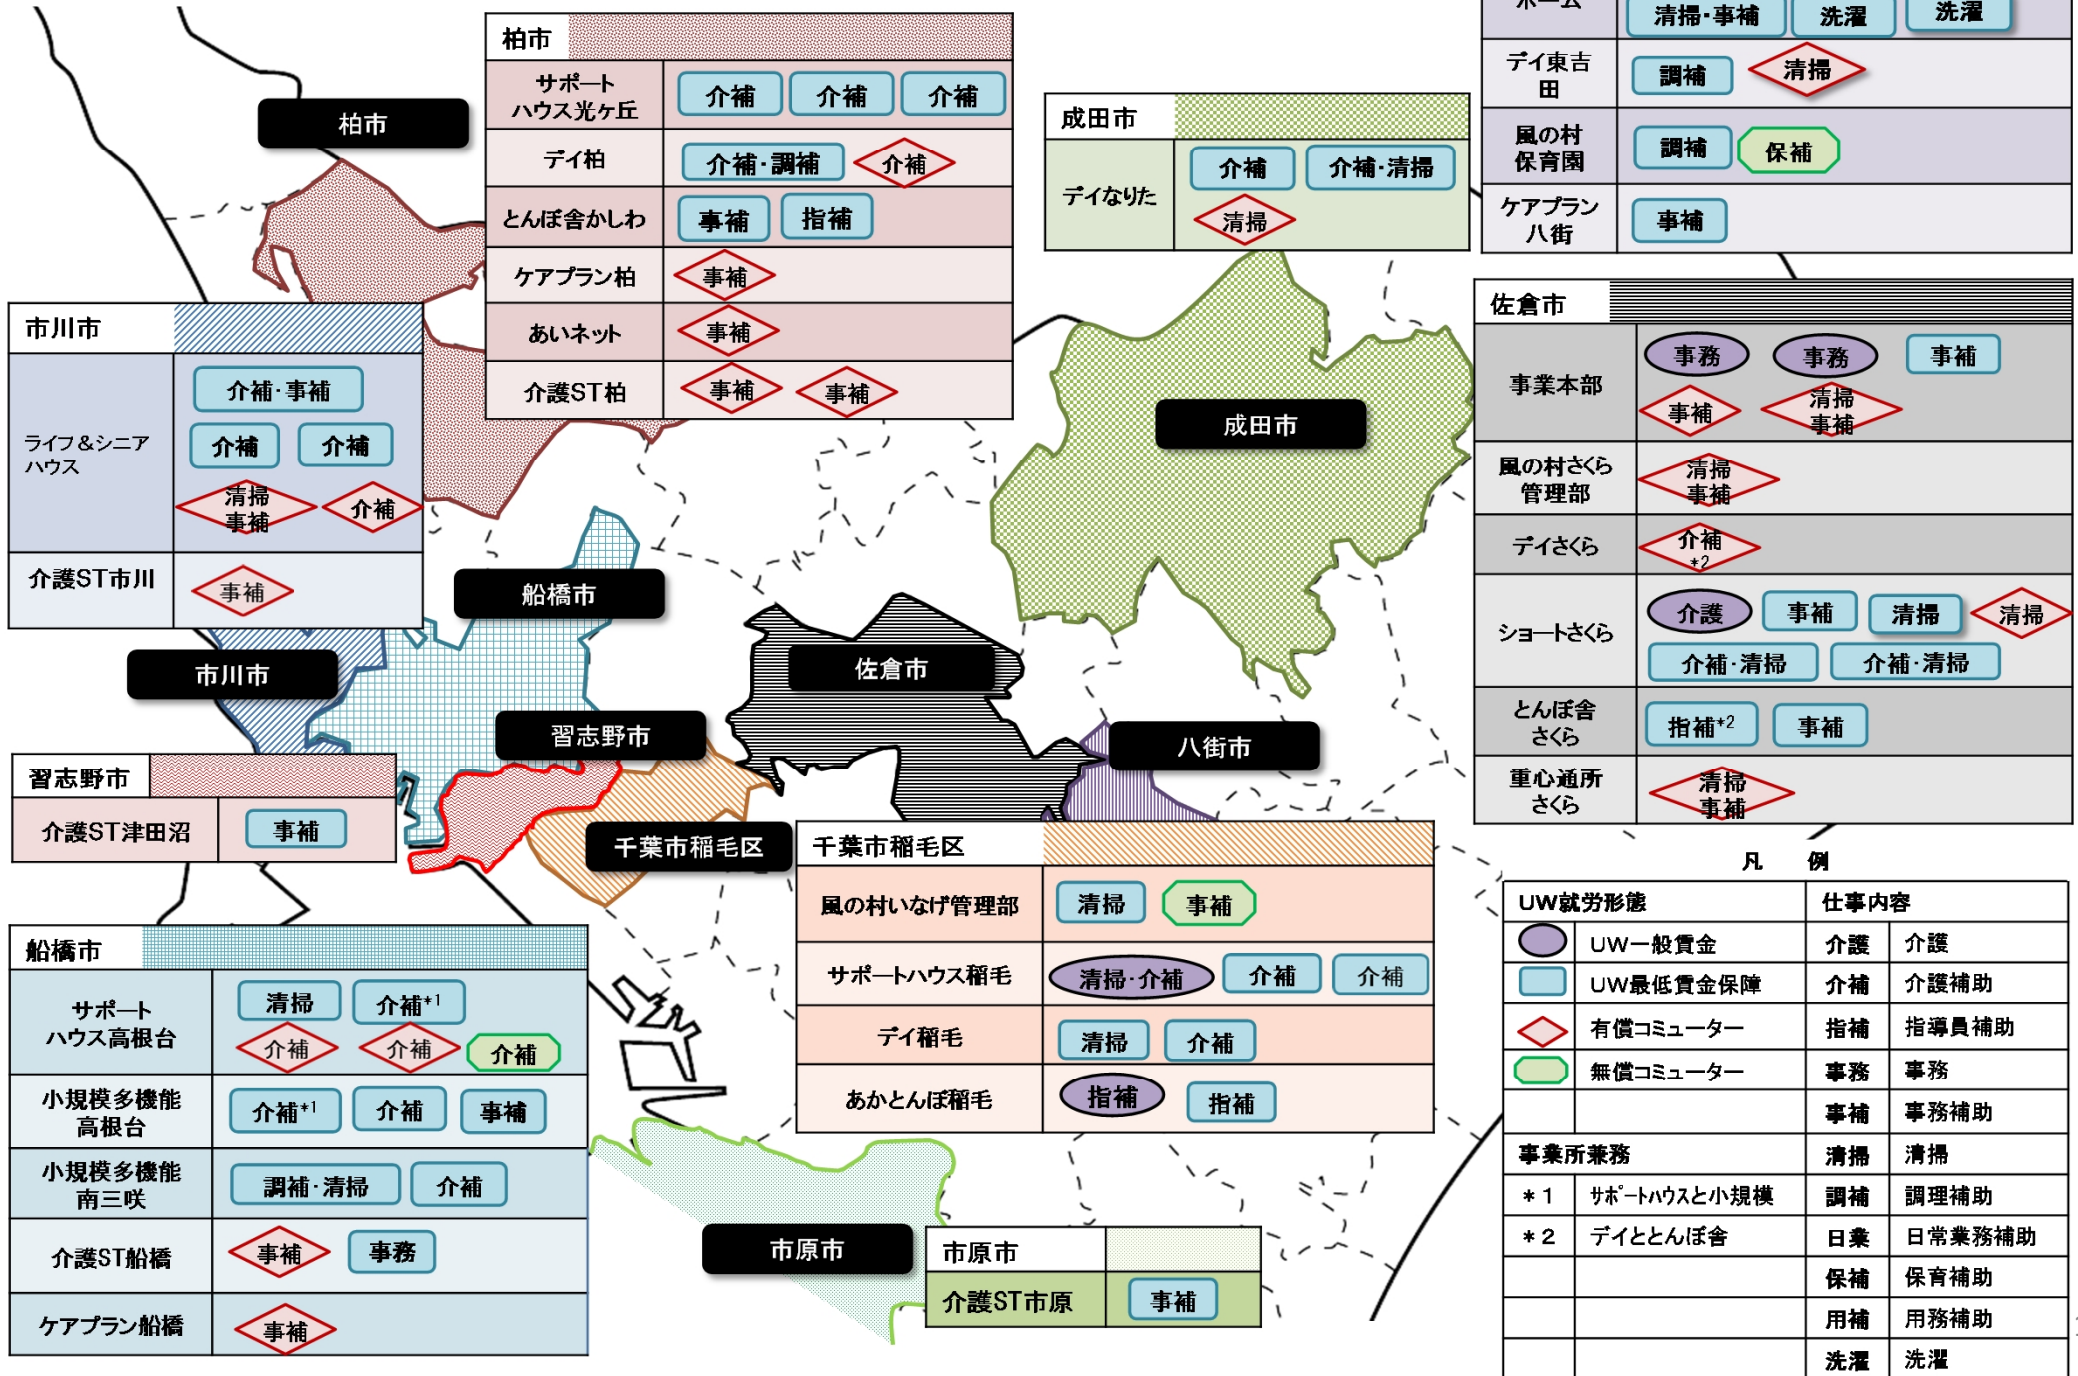 柏市
柏市
サポート
ハウス光ヶ丘
介補 介補 介補
デイ柏
介補・調補 介補
とんぼ舎かしわ
事補 指補
ケアプラン柏
事補
あいネット
事補
介護ST柏
事補 事補
成田市
デイなりた
介補 介補・清掃
清掃
清掃・事補 洗濯 洗濯
デイ東吉
田
調補 清掃
風の村
保育園
調補 保補
ケアプラン
八街
事補
市川市
ライフ&シニア
ハウス
介補・事補
介補 介補
清掃
事補
介補
介護ST市川
事補
市川市
船橋市
習志野市
佐倉市
成田市
八街市
千葉市稲毛区
市原市
佐倉市
事業本部
事務 事務 事補
事補
清掃
事補
風の村さくら
管理部
清掃
事補
デイさくら
介補
*2
ショートさくら
介護 事補 清掃 清掃
介補・清掃 介補・清掃
とんぼ舎
さくら
指補*2 事補
重心通所
さくら
清掃
事補
習志野市
介護ST津田沼
事補
船橋市
サポート
ハウス高根台
清掃 介補*1
介補 介補 介補
小規模多機能
高根台
介補*1 介補 事補
小規模多機能
南三咲
調補・清掃 介補
介護ST船橋
事補 事務
ケアプラン船橋
事補
千葉市稲毛区
風の村いなげ管理部
清掃 事補
サポートハウス稲毛
清掃・介補 介補 介補
デイ稲毛
清掃 介補
あかとんぼ稲毛
指補 指補
市原市
介護ST市原
事補
凡 例
UW就労形態 仕事内容
UW一般賃金 介護 介護
UW最低賃金保障 介補 介護補助
有償コミューター 指補 指導員補助
無償コミューター 事務 事務
事補 事務補助
事業所兼務 清掃 清掃
*1 サポートハウスと小規模 調補 調理補助
*2 デイととんぼ舎 日業 日常業務補助
保補 保育補助
用補 用務補助
洗濯 洗濯